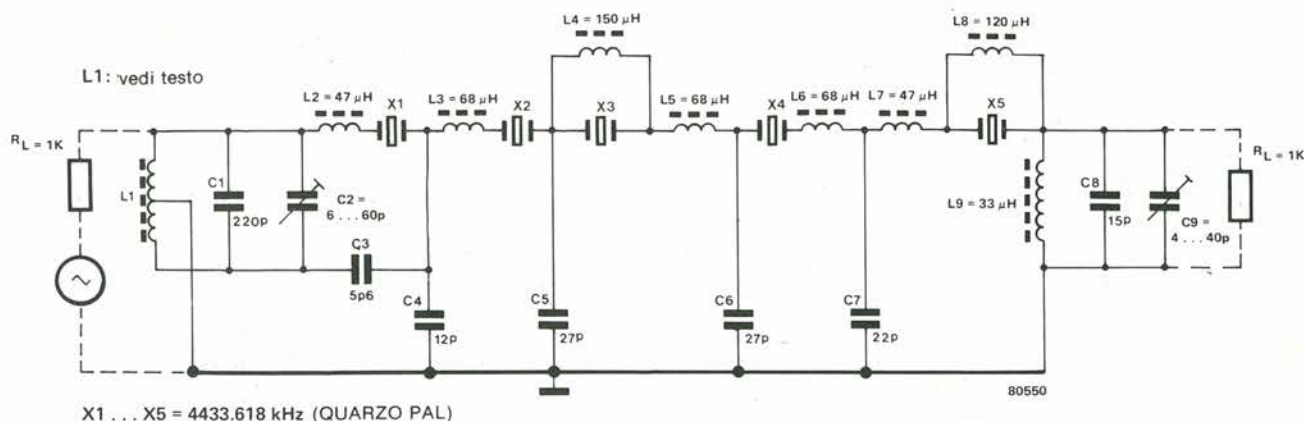 L4 = 150 µH
L8 = 120 µH
L1: vedi testo
L2 = 47 µH
X1
L3 = 68 µH
X2
X3
L5 = 68 µH
X4
L6 = 68 µH
L7 = 47 µH
X5
RL = 1K
L1
C1
220p
C2 =
6 . . . 60p
C3
5p6
C4
12p
C5
27p
C6
27p
C7
22p
L9 = 33 µH
C8
15p
C9 =
4 . . . 40p
RL = 1K
80550
X1 . . . X5 = 4433.618 kHz (QUARZO PAL)